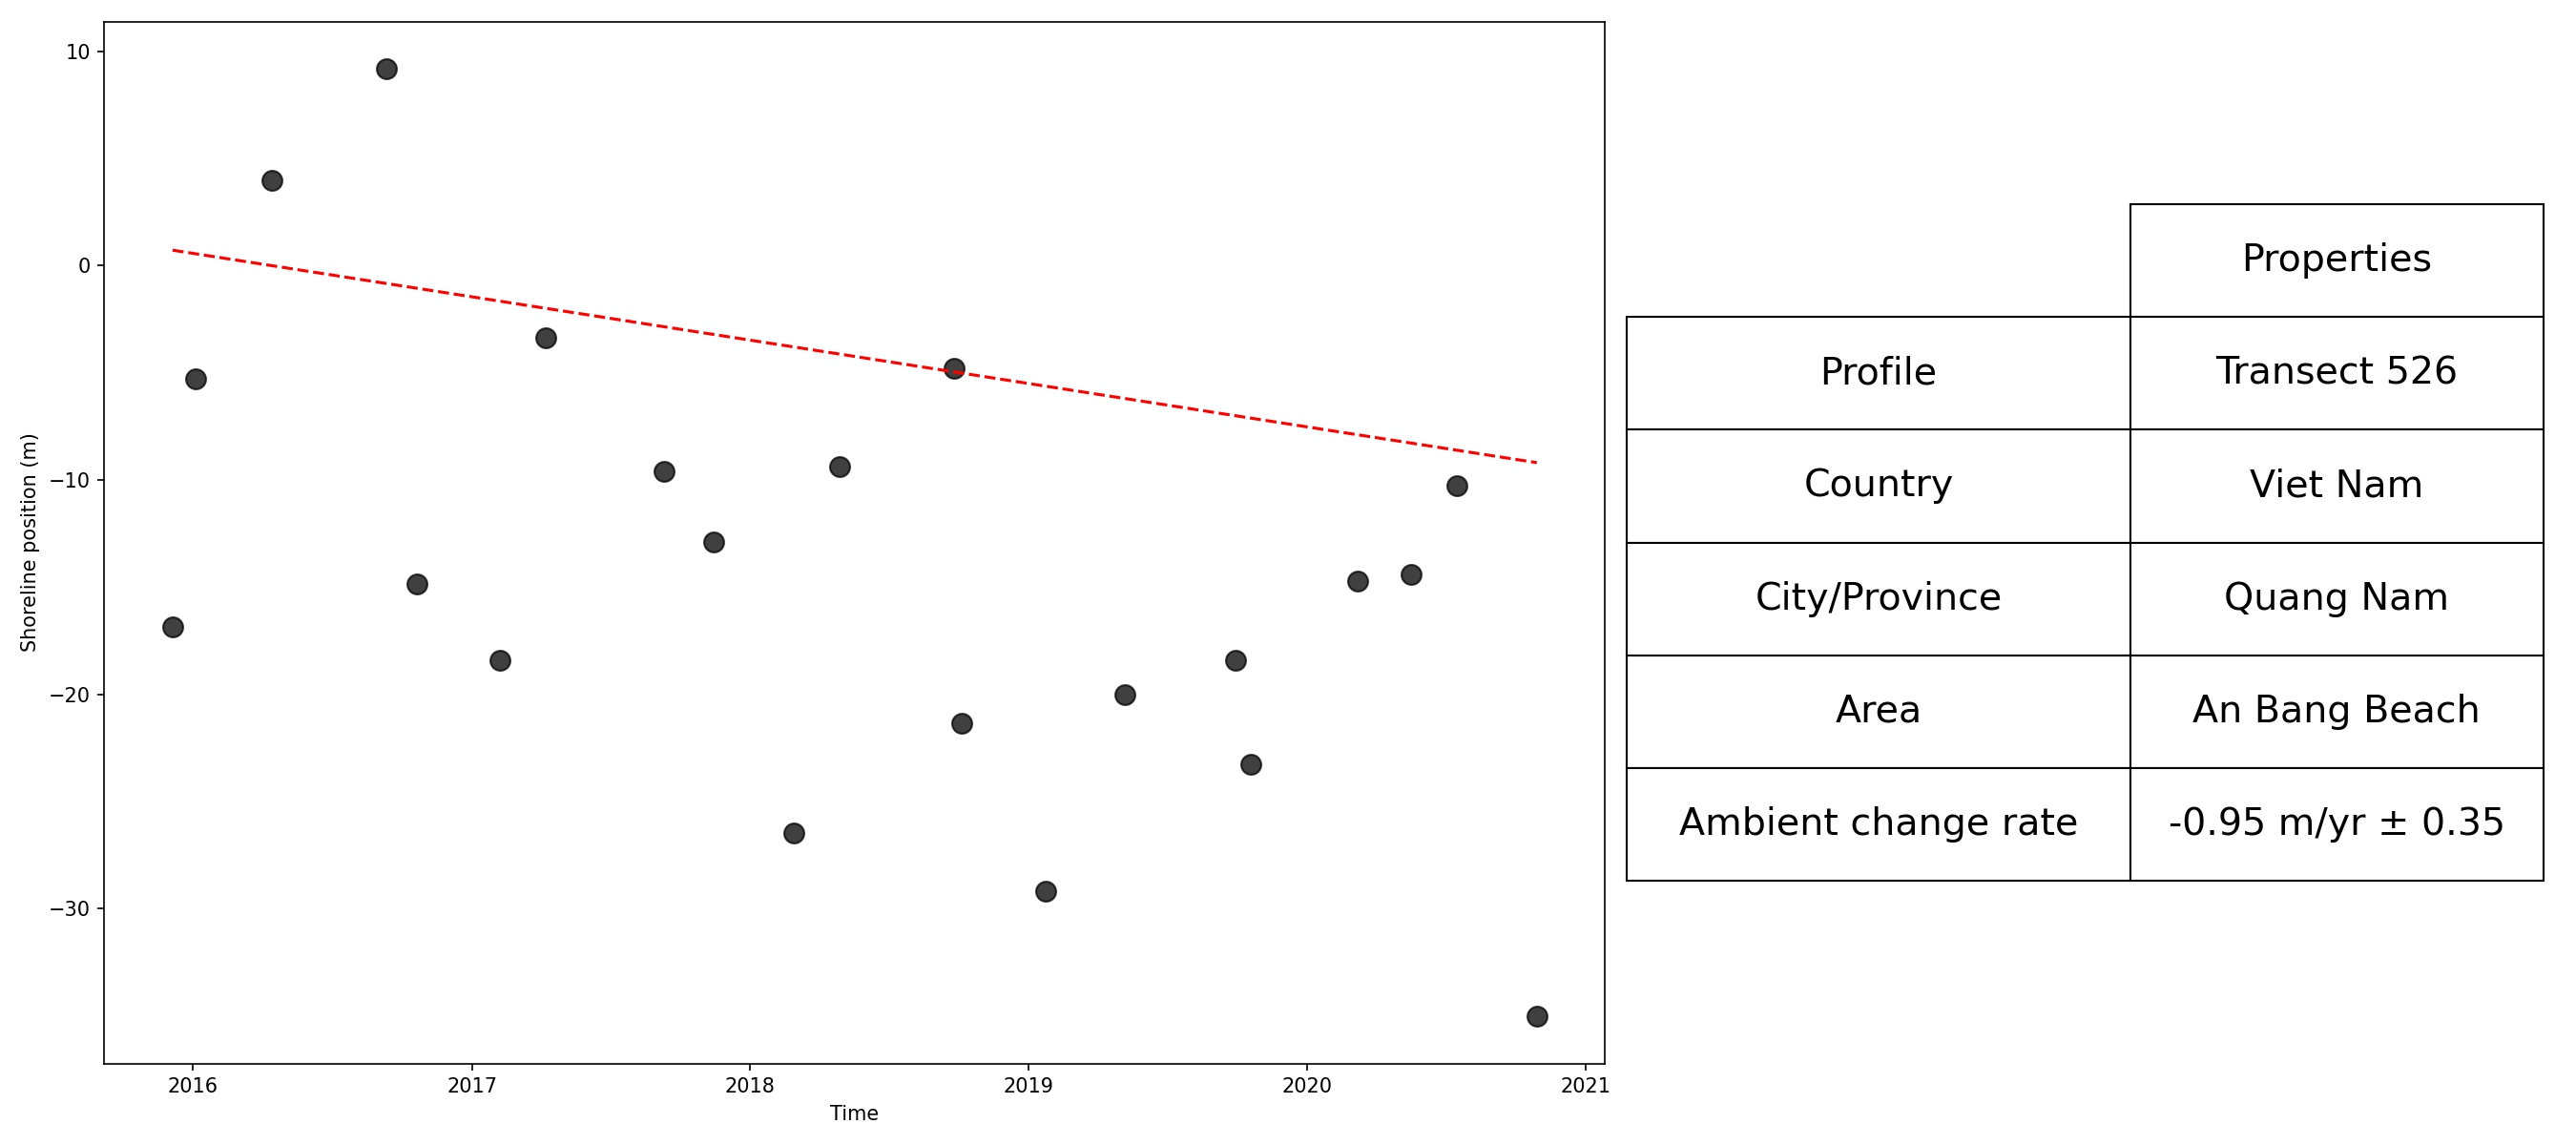 10
0
−10
−20
−30
Shoreline position (m)
2016 2017 2018 2019 2020 2021
Time
Properties
Profile Transect 526
Country Viet Nam
City/Province Quang Nam
Area An Bang Beach
Ambient change rate -0.95 m/yr ± 0.35